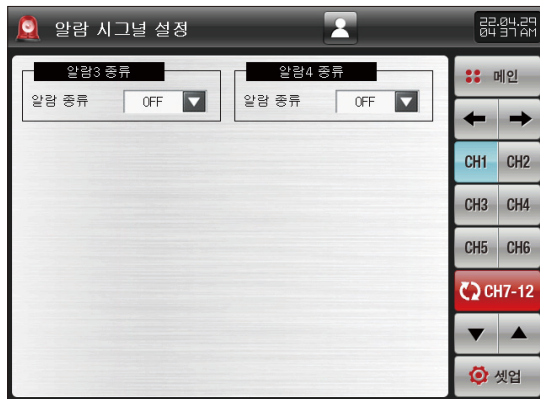 알람 시그널 설정
22.04.29
04 37 AM
알람3 종류
알람4 종류
알람 종류 OFF
알람 종류 OFF
메인
CH1 CH2
CH3 CH4
CH5 CH6
CH7-12
셋업